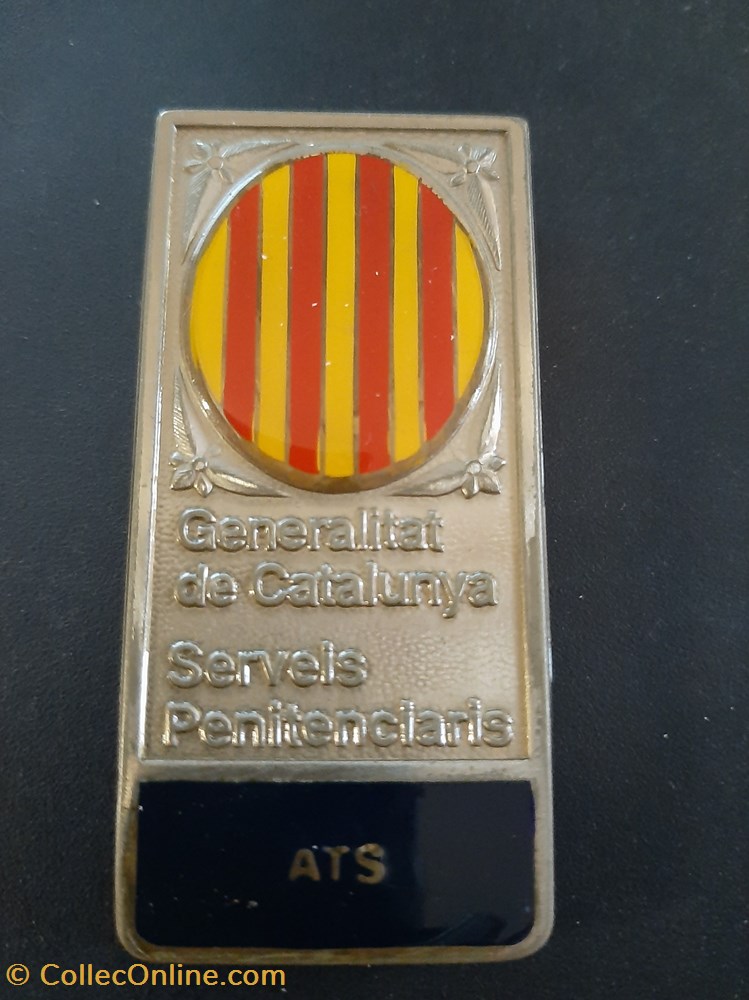 Generalitat
de Catalunya
Serveis
Penitenciaris
ATS
© CollecOnline.com